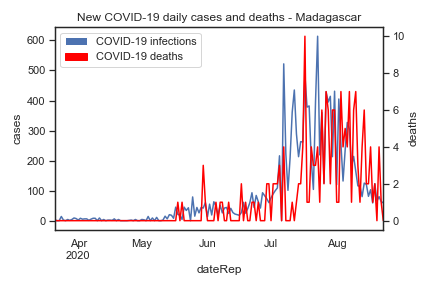 New COVID-19 daily cases and deaths - Madagascar
COVID-19 infections
COVID-19 deaths
600
500
400
300
200
100
0
cases
10
8
6
4
2
0
deaths
Apr May Jun Jul Aug
2020
dateRep